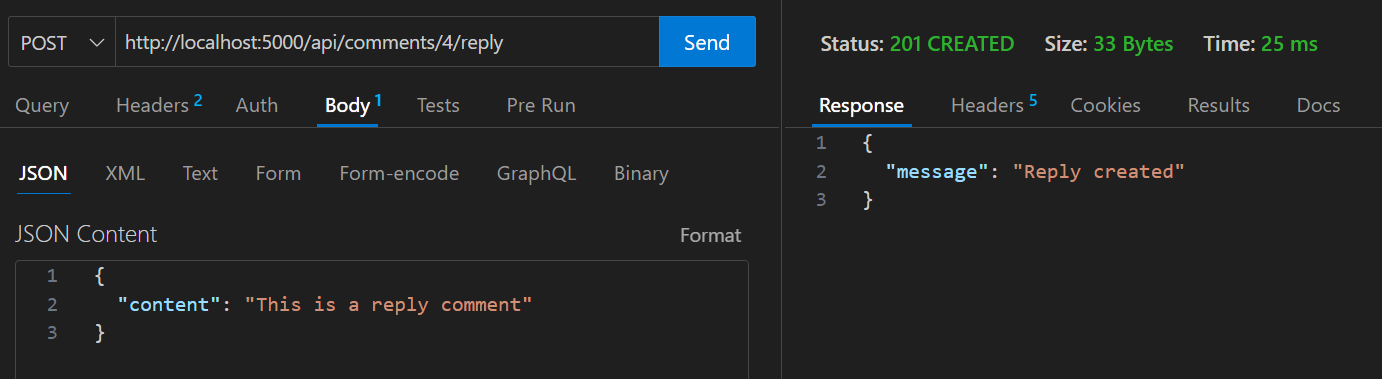 POST http://localhost:5000/api/comments/4/reply Send
Query Headers 2 Auth Body 1 Tests Pre Run
JSON XML Text Form Form-encode GraphQL Binary
JSON Content Format
1 {
2 "content": "This is a reply comment"
3 }
Status: 201 CREATED Size: 33 Bytes Time: 25 ms
Response Headers 5 Cookies Results Docs
1 {
2 "message": "Reply created"
3 }